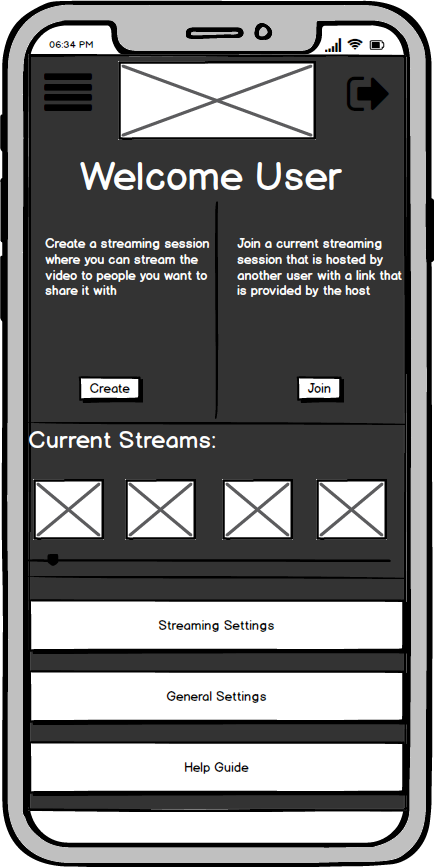 06:34 PM
Welcome User
Create a streaming session
where you can stream the
video to people you want to
share it with
Create
Join a current streaming
session that is hosted by
another user with a link that
is provided by the host
Join
Current Streams:
Streaming Settings
General Settings
Help Guide